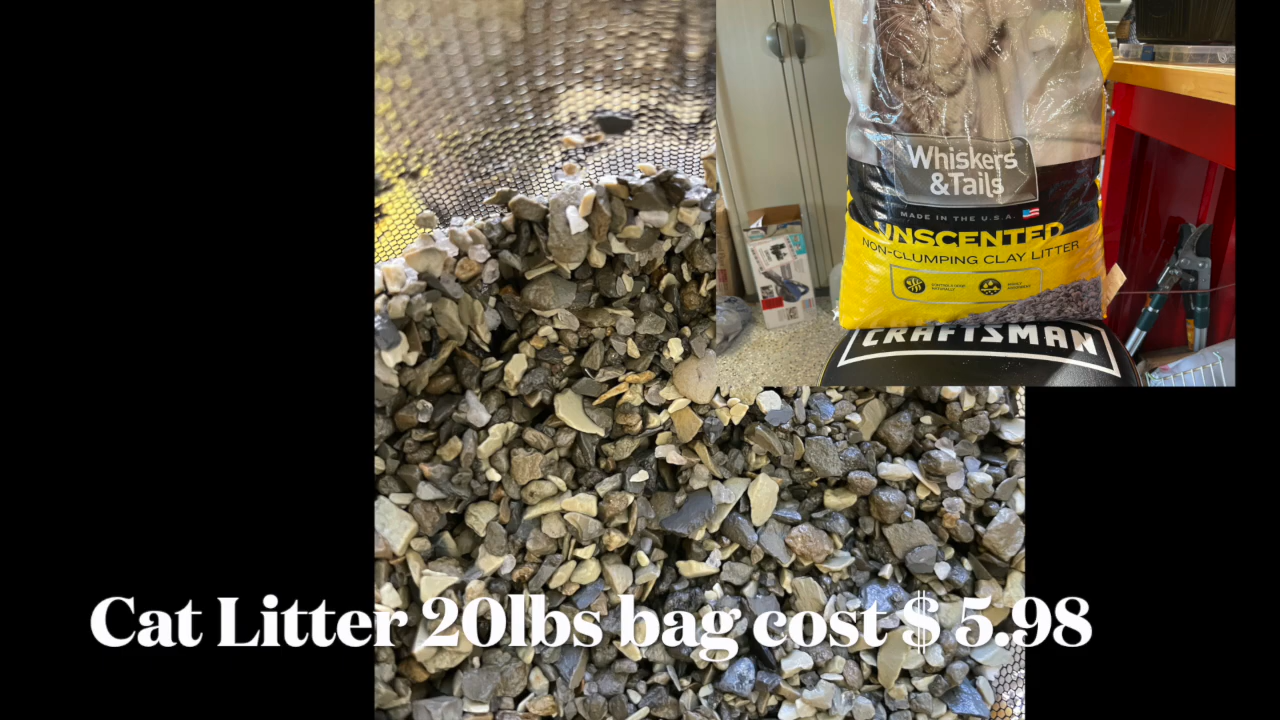 Whiskers
&Tails
MADE IN THE U.S.A.
UNSCENTED
NON-CLUMPING CLAY LITTER
CRAFTSMAN
Cat Litter 20lbs bag cost $ 5.98